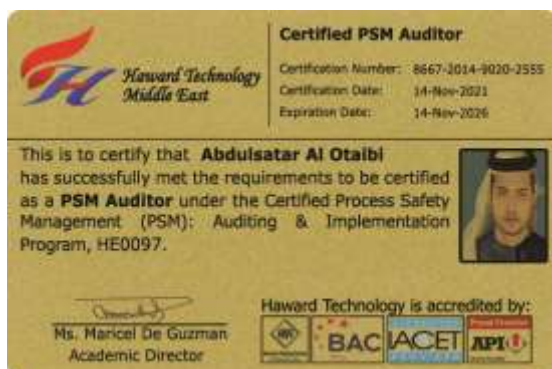 Haward Technology
Middle East
Certified PSM Auditor
Certification Number: 8667-2014-9020-2555
Certification Date: 14-Nov-2021
Expiration Date: 14-Nov-2026
This is to certify that Abdulsatar Al Otaibi
has successfully met the requirements to be certified
as a PSM Auditor under the Certified Process Safety
Management (PSM): Auditing & Implementation
Program, HE0097.
Ms. Maricel De Guzman
Academic Director
Haward Technology is accredited by:
BAC
IACET
PROVIDER
API U